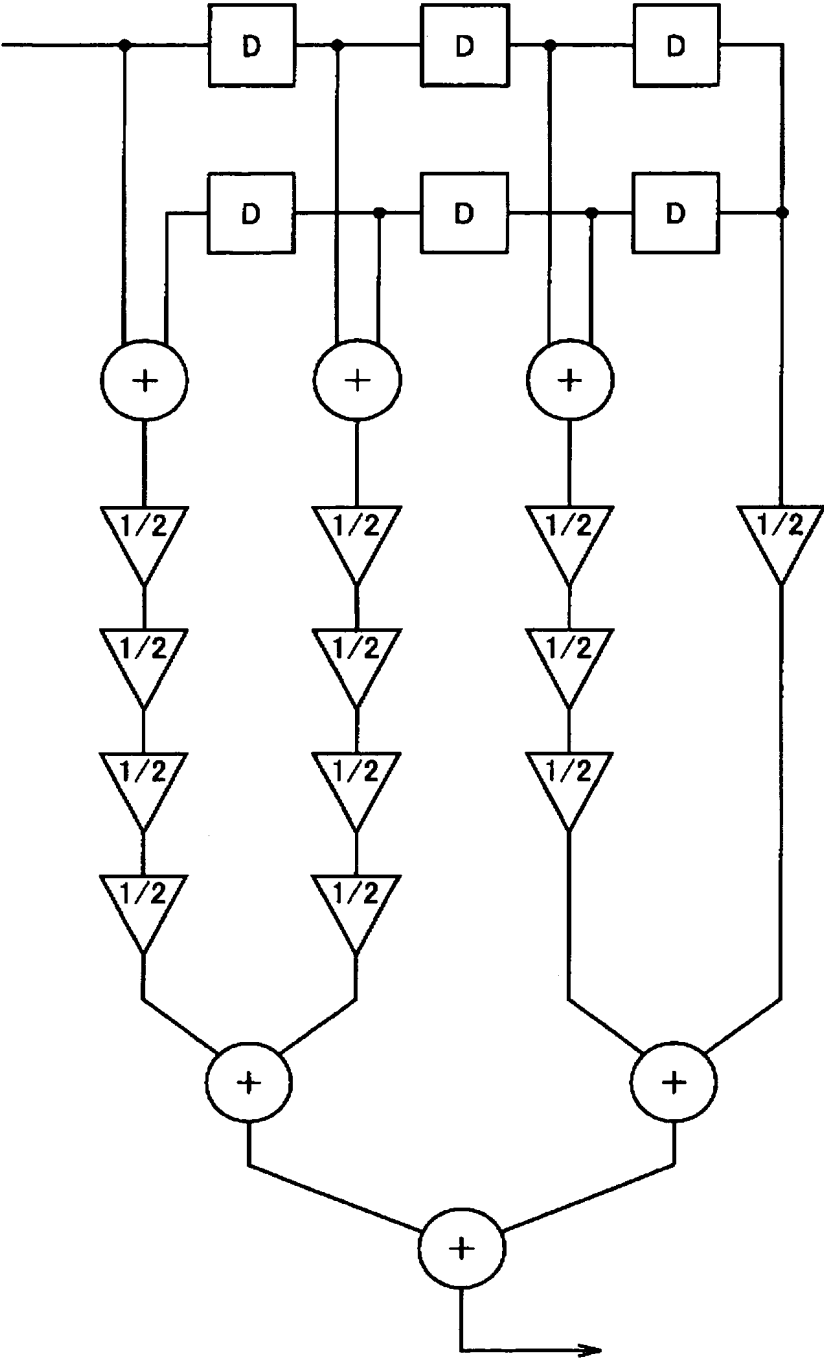 D D D
D D D
+ + +
1/2 1/2 1/2 1/2
1/2 1/2 1/2
1/2 1/2 1/2
1/2 1/2
+ +
+